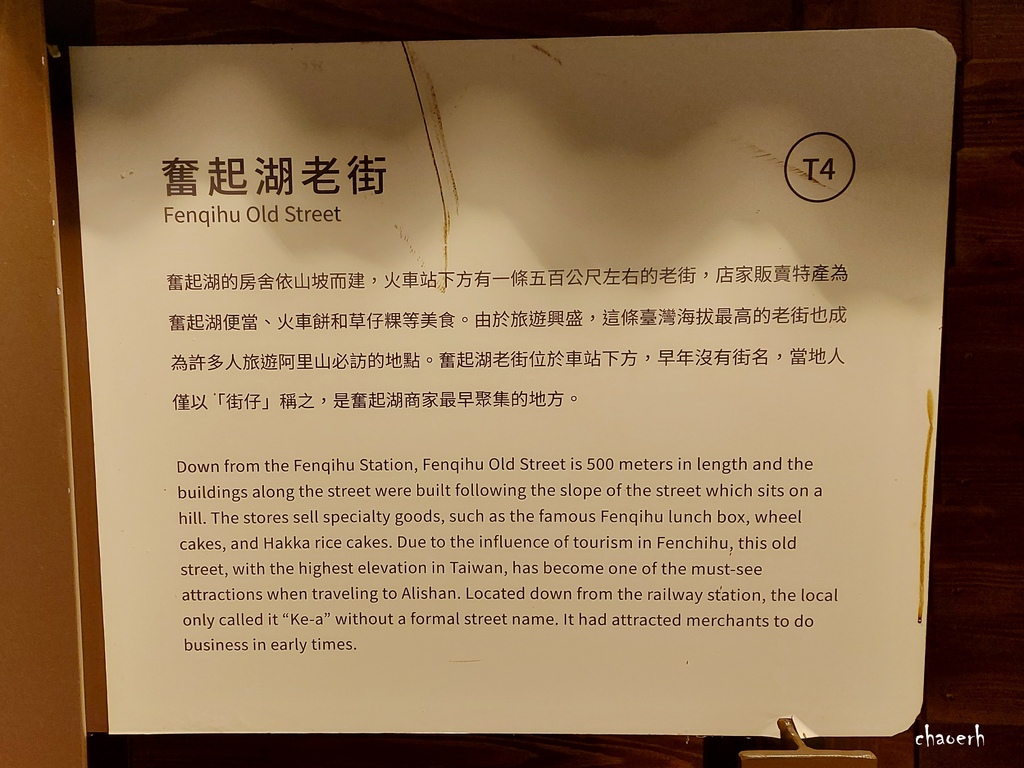 奮起湖老街
T4
Fenqihu Old Street
奮起湖的房舍依山坡而建，火車站下方有一條五百公尺左右的老街，店家販賣特產為
奮起湖便當、火車餅和草仔粿等美食。由於旅遊興盛，這條臺灣海拔最高的老街也成
為許多人旅遊阿里山必訪的地點。奮起湖老街位於車站下方，早年沒有街名，當地人
僅以「街仔」稱之，是奮起湖商家最早聚集的地方。
Down from the Fenqihu Station, Fenqihu Old Street is 500 meters in length and the
buildings along the street were built following the slope of the street which sits on a
hill. The stores sell specialty goods, such as the famous Fenqihu lunch box, wheel
cakes, and Hakka rice cakes. Due to the influence of tourism in Fenchihu, this old
street, with the highest elevation in Taiwan, has become one of the must-see
attractions when traveling to Alishan. Located down from the railway station, the local
only called it “Ke-a” without a formal street name. It had attracted merchants to do
business in early times.
chaoerh